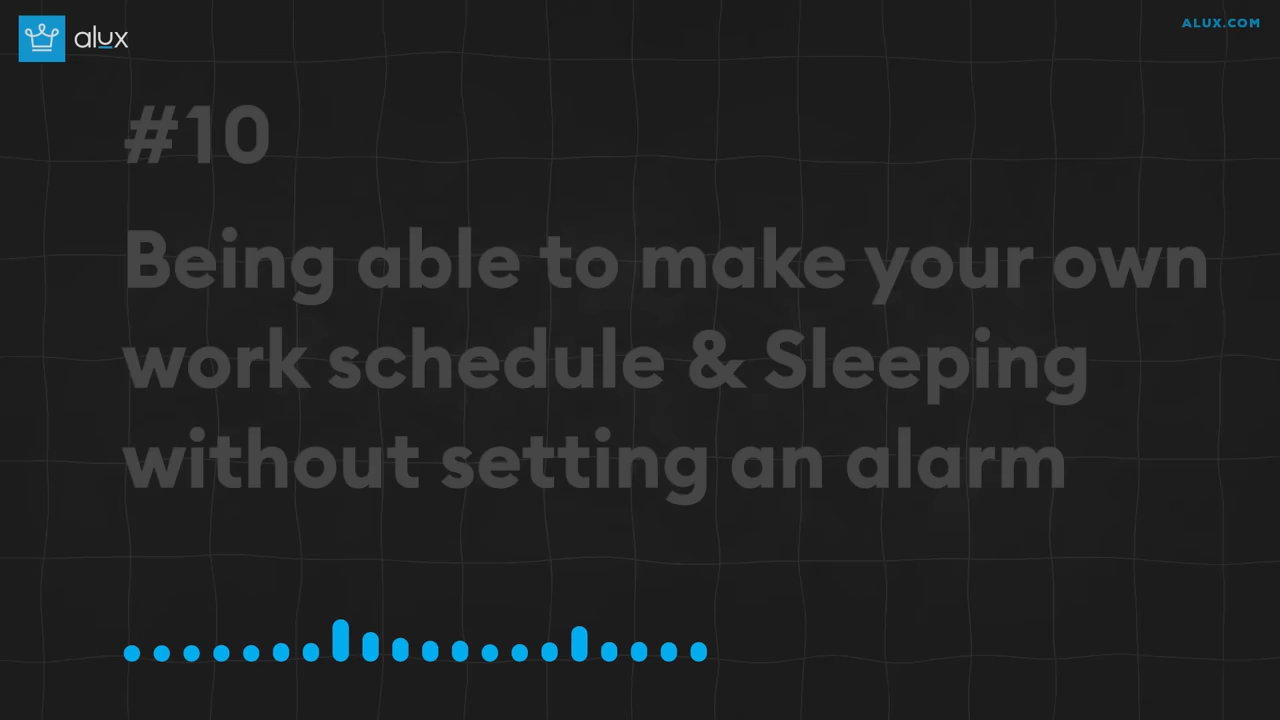 alux
ALUX.COM
#10
Being able to make your own
work schedule & Sleeping
without setting an alarm